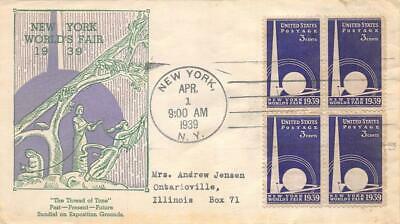 NEW YORK
WORLD'S FAIR
19 39
"The Thread of Time"
Past—Present—Future
Sundial on Exposition Grounds.
NEW YORK,
APR.
1
9:00 AM
1939
N. Y.
UNITED STATES
POSTAGE
3 CENTS
NEW YORK
WORLD'S FAIR 1939
UNITED STATES
POSTAGE
3 CENTS
NEW YORK
WORLD'S FAIR 1939
UNITED STATES
POSTAGE
3 CENTS
NEW YORK
WORLD'S FAIR 1939
UNITED STATES
POSTAGE
3 CENTS
NEW YORK
WORLD'S FAIR 1939
Mrs. Andrew Jensen
Ontarioville,
Illinois Box 71